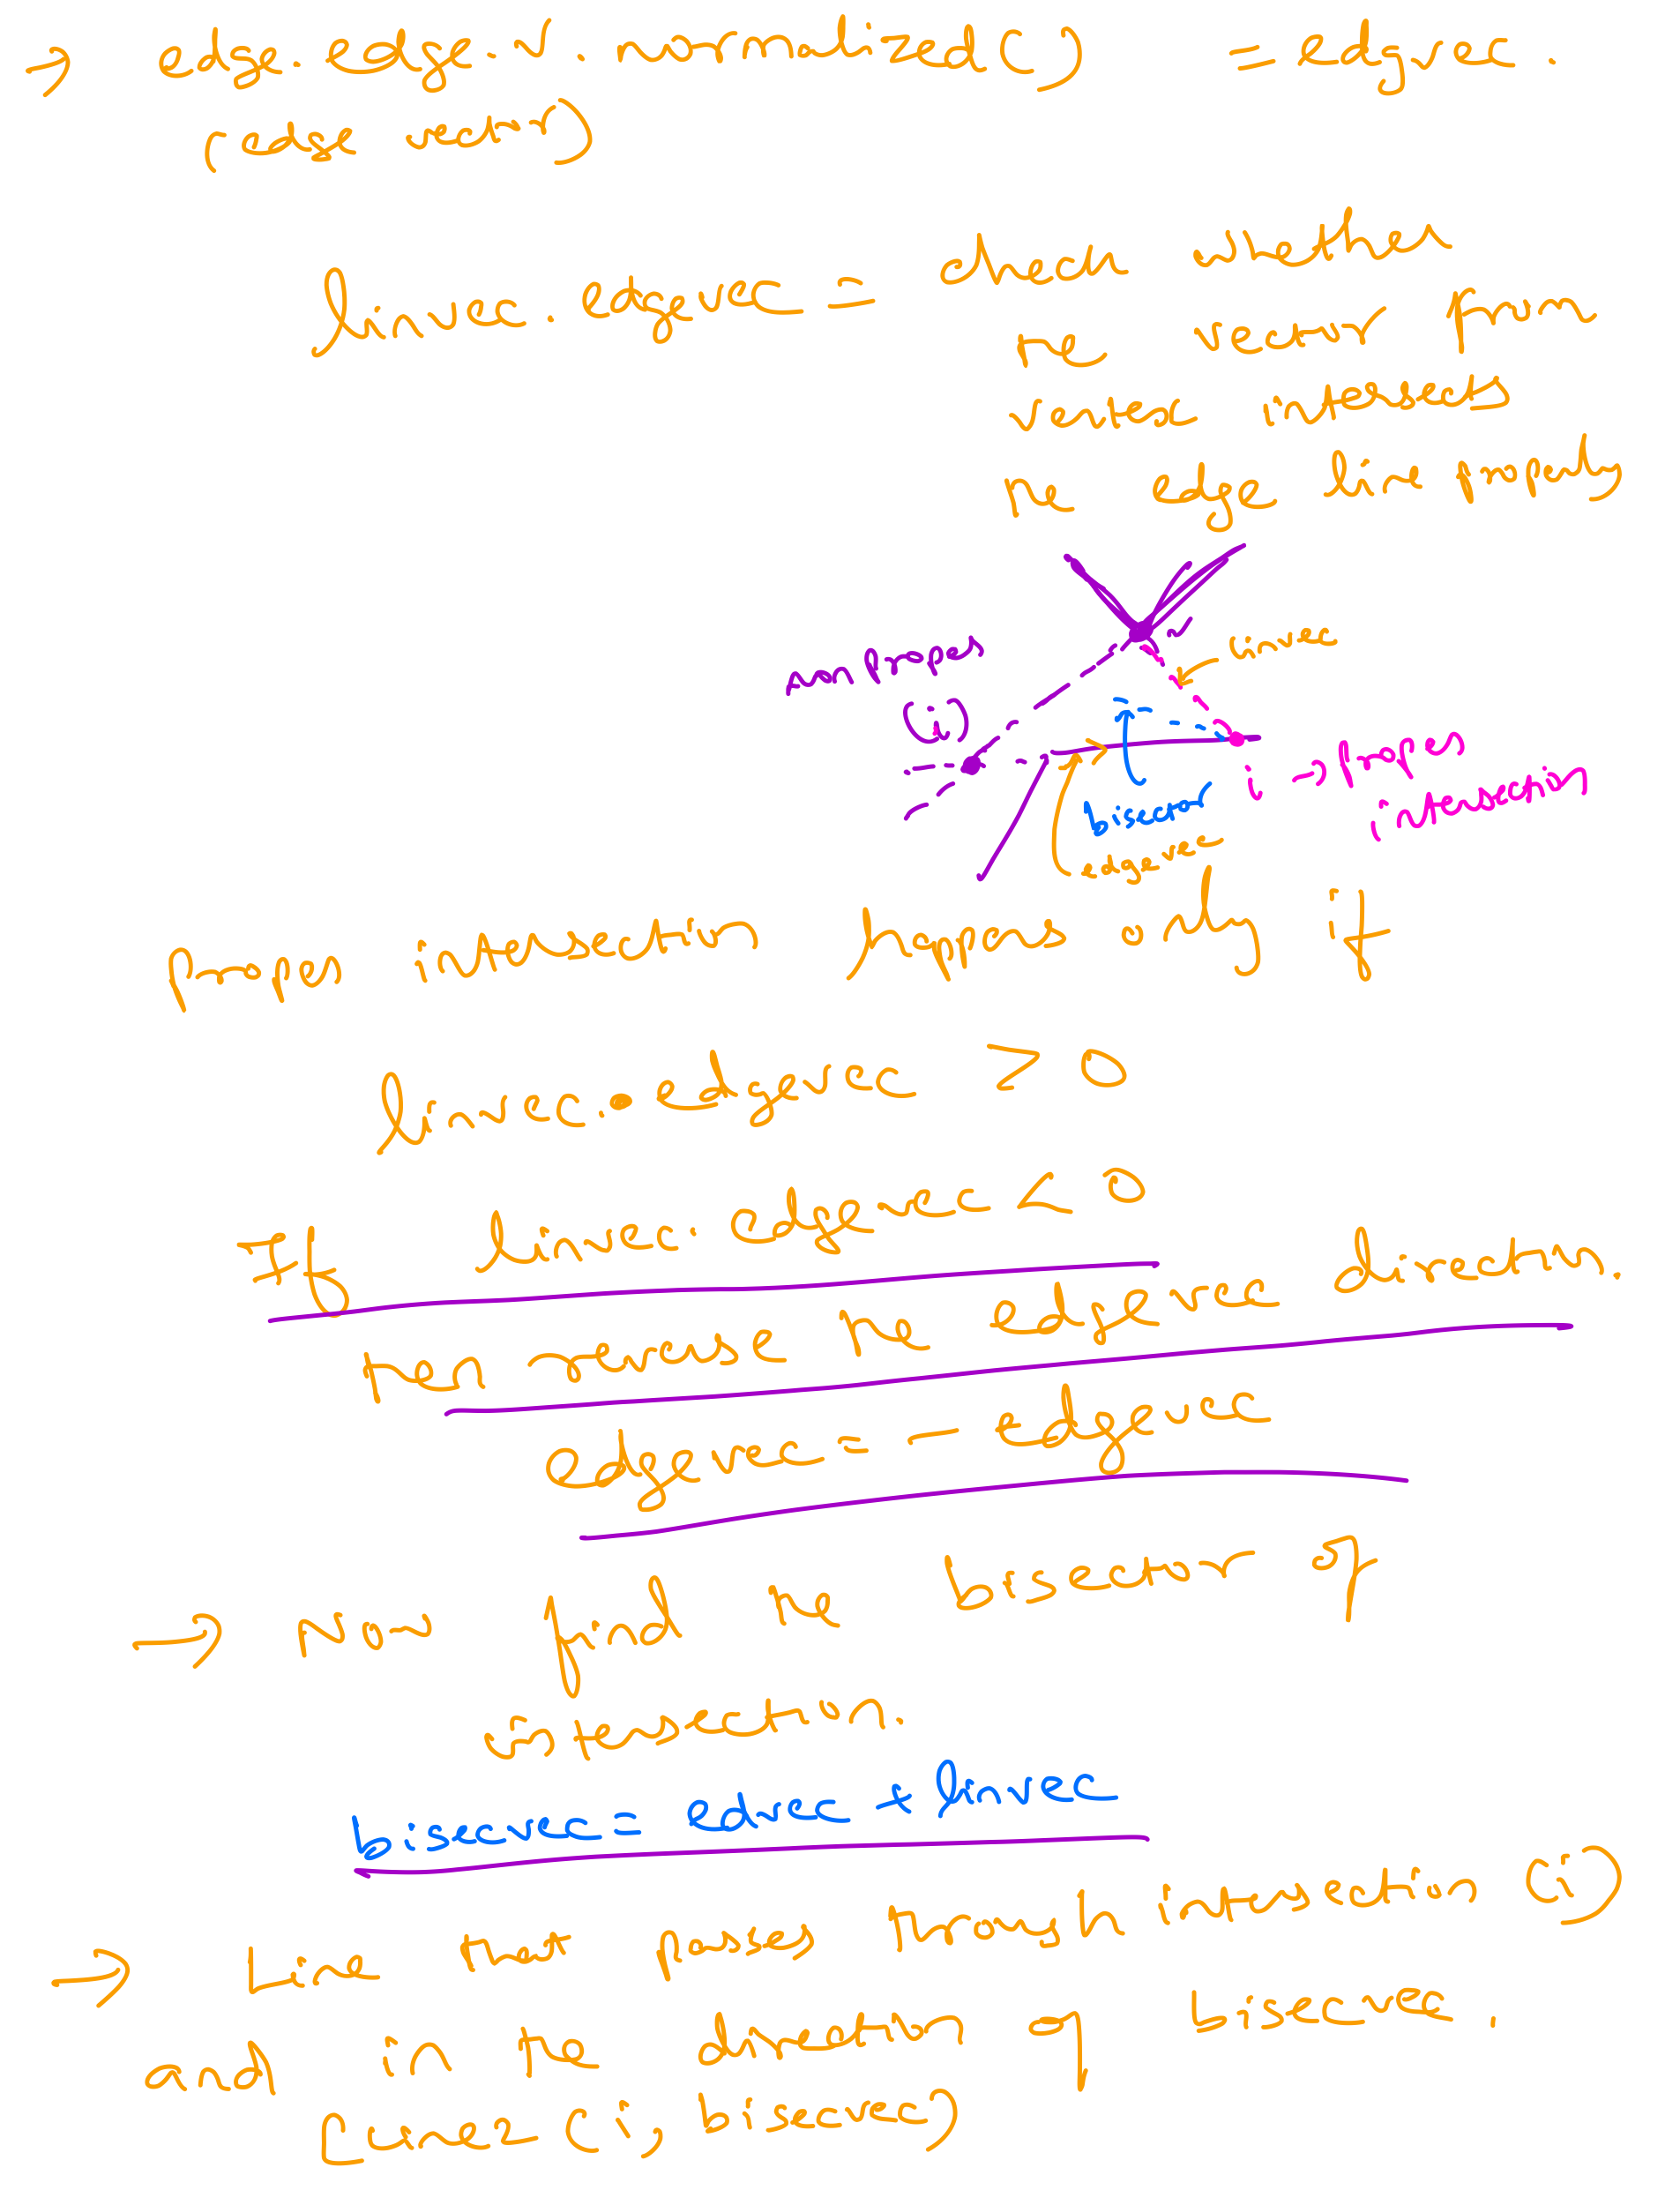 → edge.edge.v.normalized() = edgvec.
(edge vector)
linvec.edgevec = check whether
the vector from
vertex intersects
the edge line properly
non proper
(i)
v
linvec
bisector
edgevec
i → proper
intersection
proper intersection happens only if
linvec.edgevec > 0
If linvec.edgevec < 0
then reverse the edgevec direction.
edgevec = -edgevec
→ Now find the bisector of
intersection.
bisecvec = edvec + linvec
→ Line that passes through intersection (i)
and in the direction of bisecvec.
Line2(i, bisecvec)